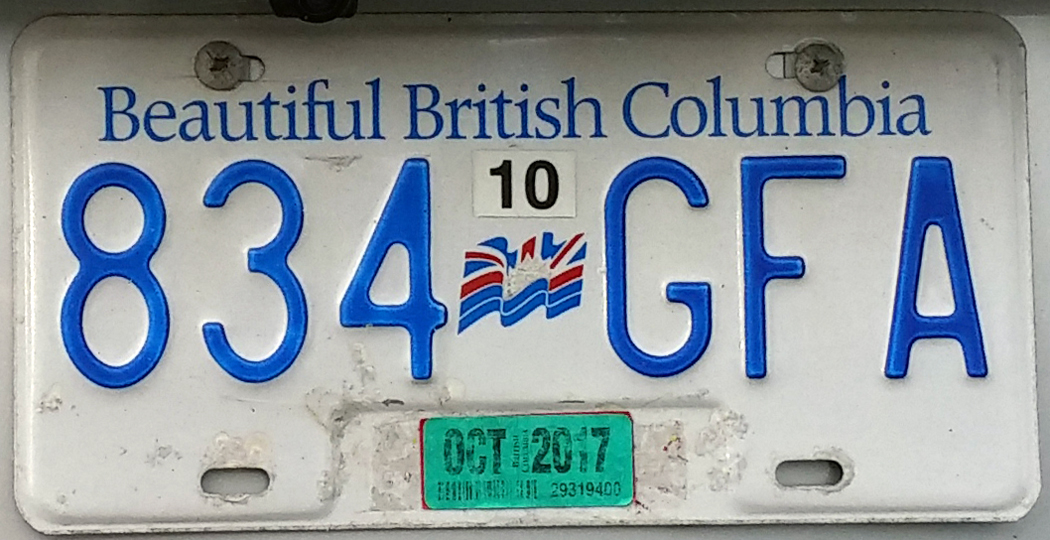 Beautiful British Columbia
10
834 GFA
OCT 2017
29319400